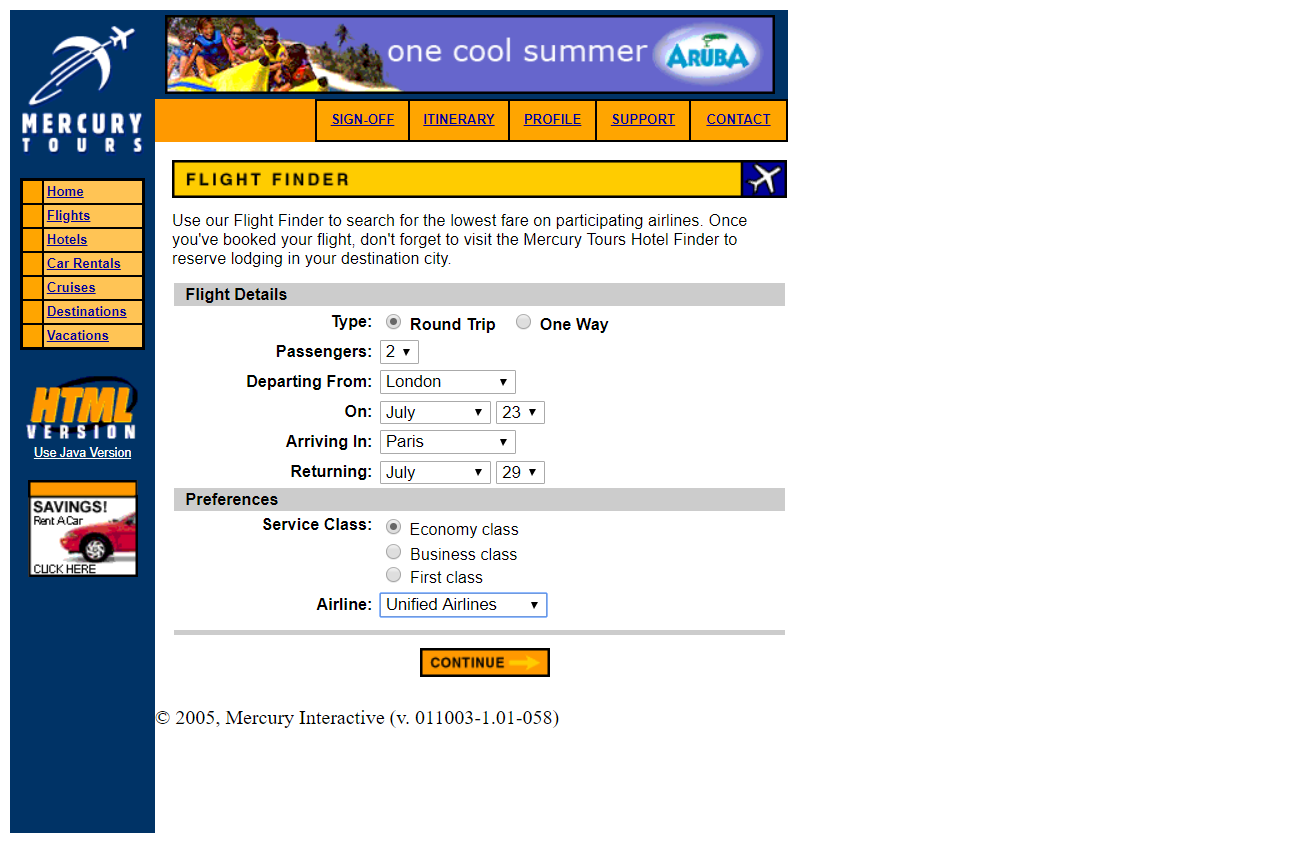 one cool summer ARUBA
MERCURY
TOURS
SIGN-OFF ITINERARY PROFILE SUPPORT CONTACT
Home
Flights
Hotels
Car Rentals
Cruises
Destinations
Vacations
HTML
VERSION
Use Java Version
SAVINGS!
Rent A Car
CLICK HERE
FLIGHT FINDER
Use our Flight Finder to search for the lowest fare on participating airlines. Once
you've booked your flight, don't forget to visit the Mercury Tours Hotel Finder to
reserve lodging in your destination city.
Flight Details
Type: Round Trip One Way
Passengers: 2
Departing From: London
On: July 23
Arriving In: Paris
Returning: July 29
Preferences
Service Class: Economy class
Business class
First class
Airline: Unified Airlines
CONTINUE
© 2005, Mercury Interactive (v. 011003-1.01-058)